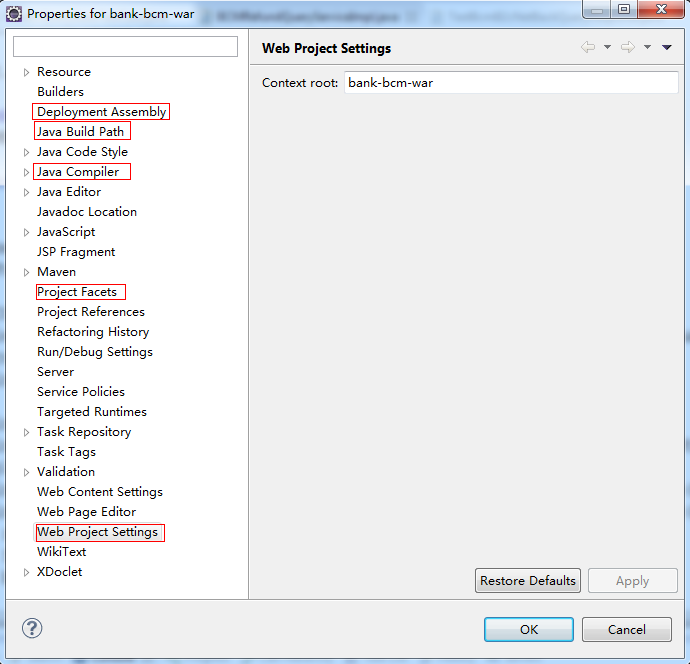 Properties for bank-bcm-war
Web Project Settings
Context root: bank-bcm-war
Resource
Builders
Deployment Assembly
Java Build Path
Java Code Style
Java Compiler
Java Editor
Javadoc Location
JavaScript
JSP Fragment
Maven
Project Facets
Project References
Refactoring History
Run/Debug Settings
Server
Service Policies
Targeted Runtimes
Task Repository
Task Tags
Validation
Web Content Settings
Web Page Editor
Web Project Settings
WikiText
XDoclet
Restore Defaults Apply
OK Cancel